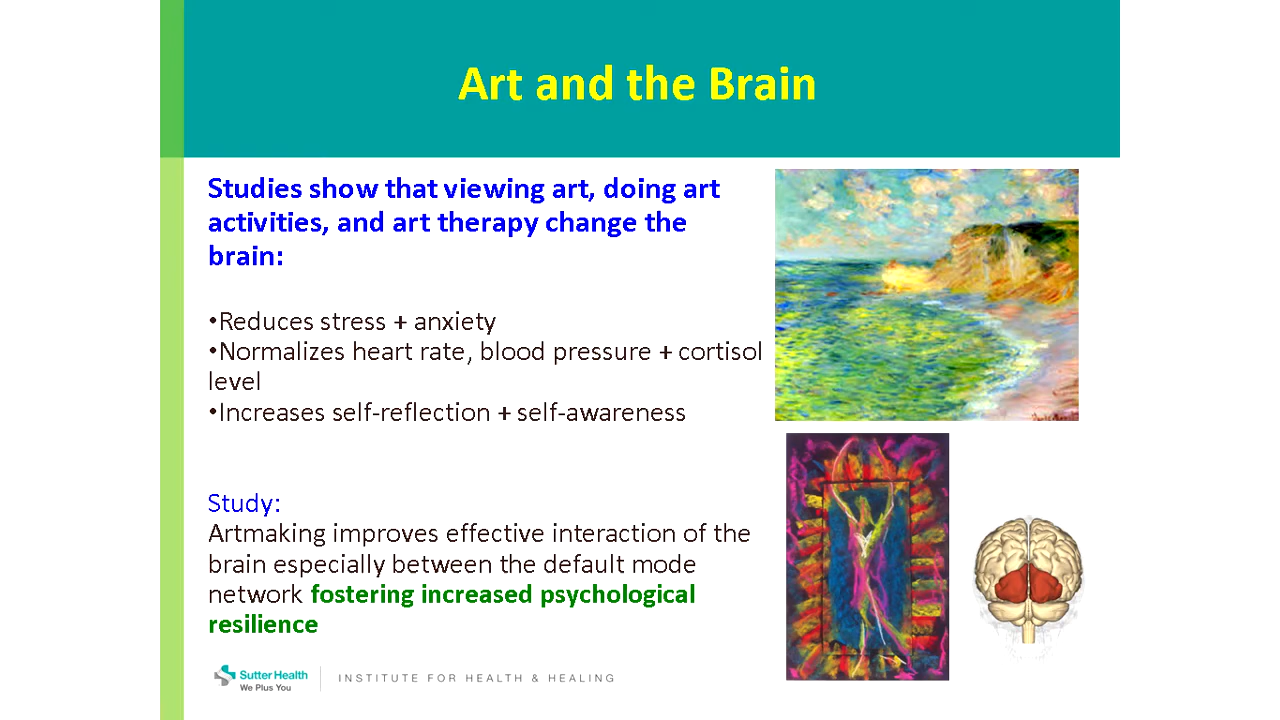 Art and the Brain
Studies show that viewing art, doing art
activities, and art therapy change the
brain:
•Reduces stress + anxiety
•Normalizes heart rate, blood pressure + cortisol
level
•Increases self-reflection + self-awareness
Study:
Artmaking improves effective interaction of the
brain especially between the default mode
network fostering increased psychological
resilience
Sutter Health
We Plus You
INSTITUTE FOR HEALTH & HEALING